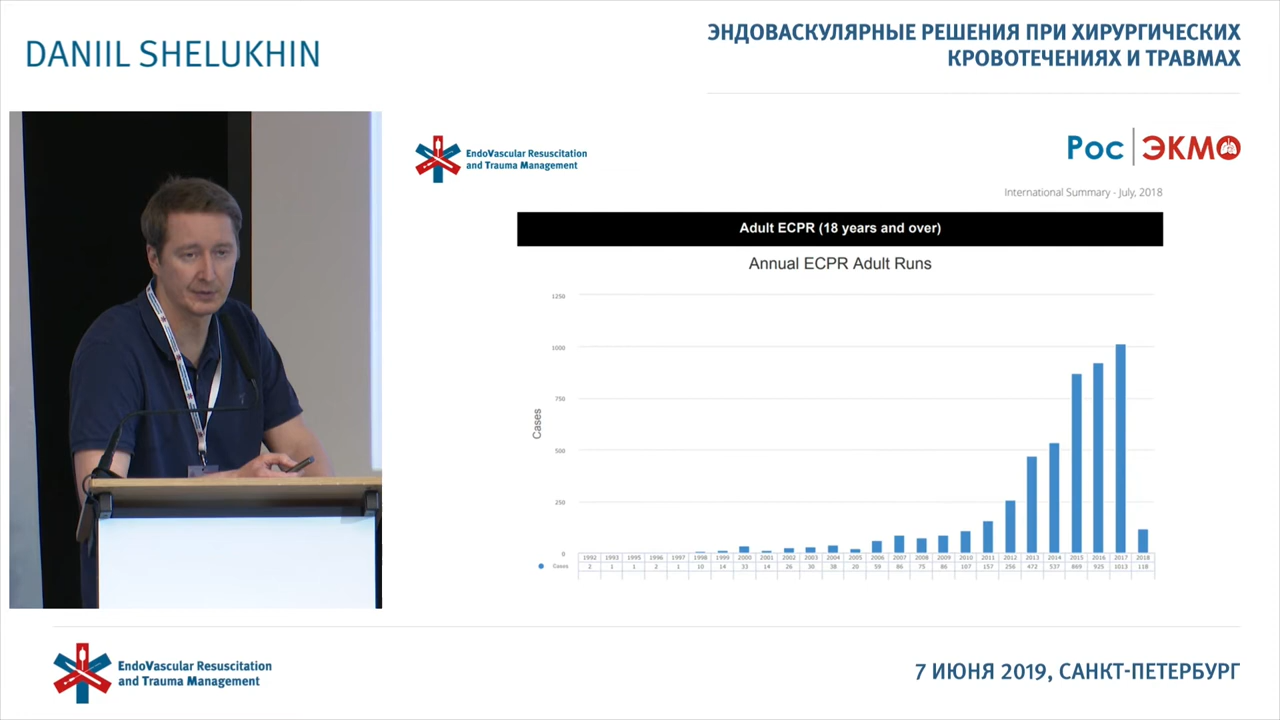 DANIIL SHELUKHIN
ЭНДОВАСКУЛЯРНЫЕ РЕШЕНИЯ ПРИ ХИРУРГИЧЕСКИХ
КРОВОТЕЧЕНИЯХ И ТРАВМАХ
EndoVascular Resuscitation
and Trauma Management
Рос ЭКМО
International Summary - July, 2018
Adult ECPR (18 years and over)
Annual ECPR Adult Runs
1250
1000
750
500
250
0
Cases
1992 1993 1995 1996 1997 1998 1999 2000 2001 2002 2003 2004 2005 2006 2007 2008 2009 2010 2011 2012 2013 2014 2015 2016 2017 2018
Cases 2 1 1 2 1 10 14 33 14 26 30 38 20 59 86 75 86 107 157 256 472 537 869 925 1013 118
EndoVascular Resuscitation
and Trauma Management
7 ИЮНЯ 2019, САНКТ-ПЕТЕРБУРГ